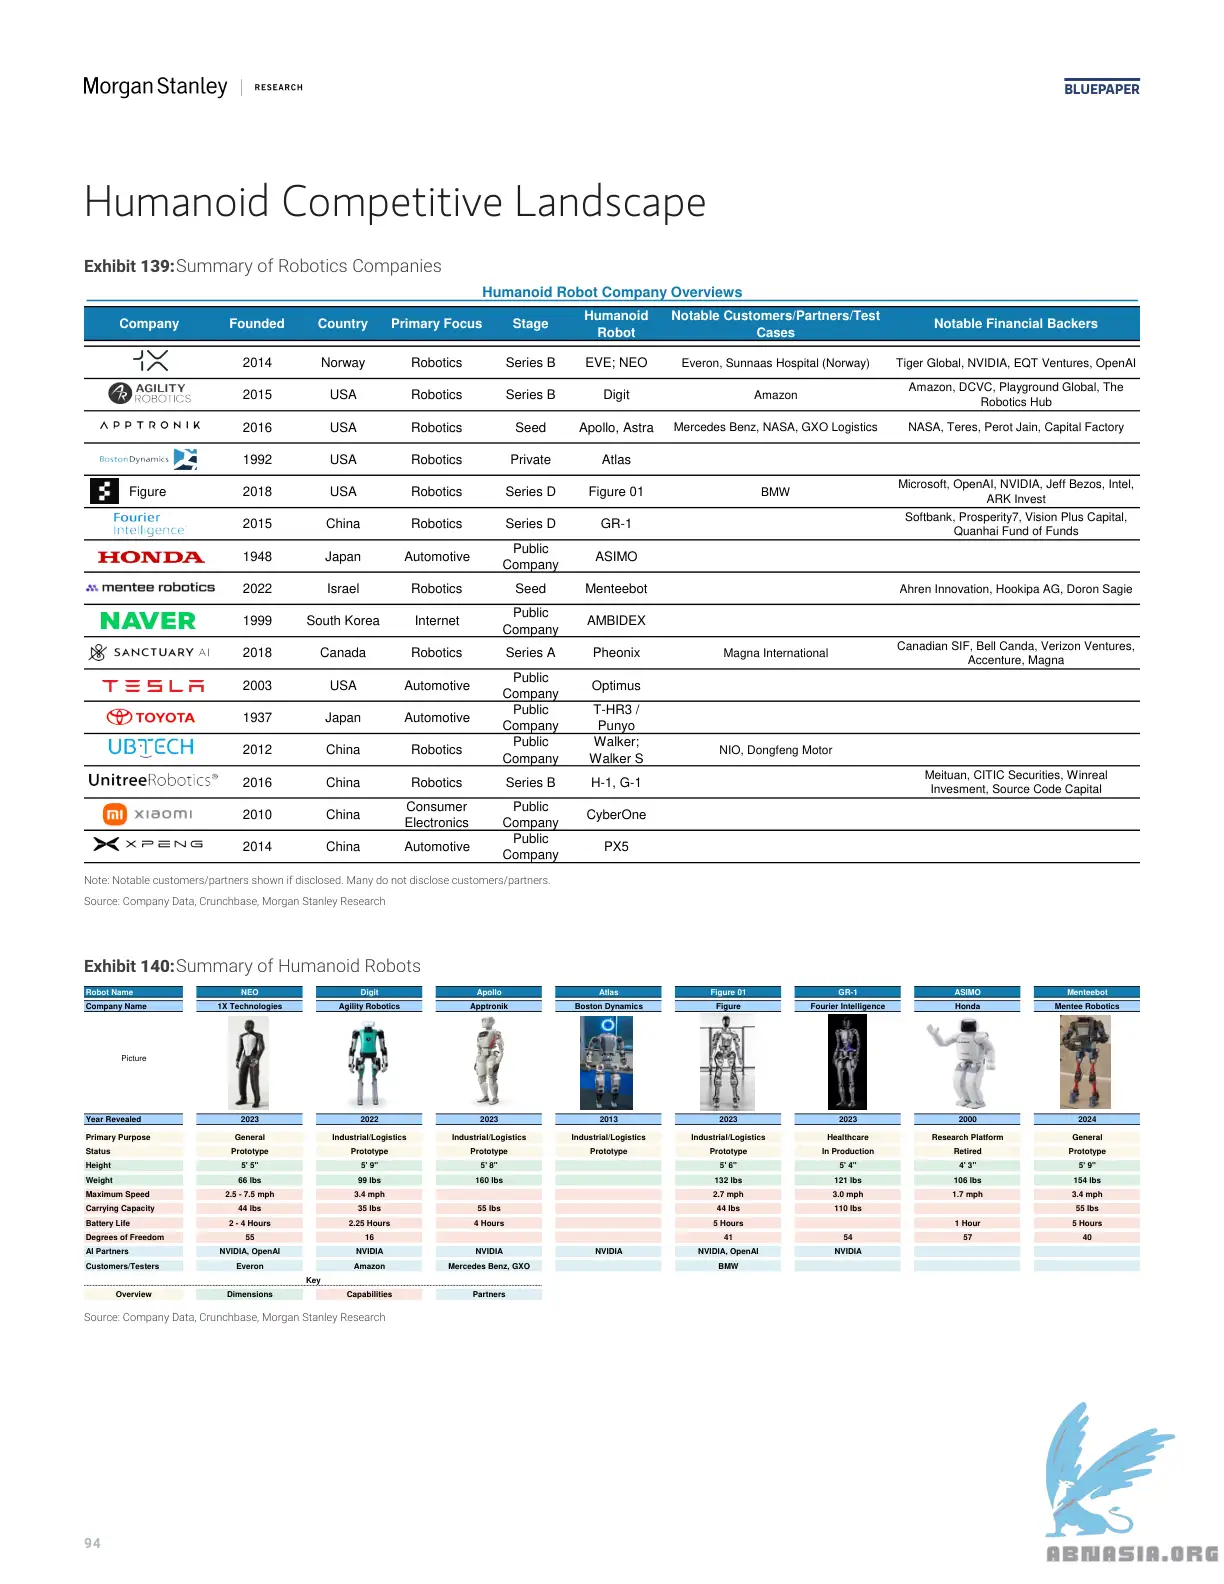 Morgan Stanley | RESEARCH
BLUEPAPER
Humanoid Competitive Landscape
Exhibit 139: Summary of Robotics Companies
Humanoid Robot Company Overviews
Company Founded Country Primary Focus Stage Humanoid Robot Notable Customers/Partners/Test Cases Notable Financial Backers
1X 2014 Norway Robotics Series B EVE; NEO Everon, Sunnaas Hospital (Norway) Tiger Global, NVIDIA, EQT Ventures, OpenAI
AGILITY ROBOTICS 2015 USA Robotics Series B Digit Amazon Amazon, DCVC, Playground Global, The Robotics Hub
APPTRONIK 2016 USA Robotics Seed Apollo, Astra Mercedes Benz, NASA, GXO Logistics NASA, Teres, Perot Jain, Capital Factory
BostonDynamics 1992 USA Robotics Private Atlas
Figure 2018 USA Robotics Series D Figure 01 BMW Microsoft, OpenAI, NVIDIA, Jeff Bezos, Intel, ARK Invest
Fourier Intelligence 2015 China Robotics Series D GR-1 Softbank, Prosperity7, Vision Plus Capital, Quanhai Fund of Funds
HONDA 1948 Japan Automotive Public Company ASIMO
mentee robotics 2022 Israel Robotics Seed Menteebot Ahren Innovation, Hookipa AG, Doron Sagie
NAVER 1999 South Korea Internet Public Company AMBIDEX
SANCTUARY AI 2018 Canada Robotics Series A Pheonix Magna International Canadian SIF, Bell Canda, Verizon Ventures, Accenture, Magna
TESLA 2003 USA Automotive Public Company Optimus
TOYOTA 1937 Japan Automotive Public Company T-HR3 / Punyo
UBTECH 2012 China Robotics Public Company Walker; Walker S NIO, Dongfeng Motor
UnitreeRobotics® 2016 China Robotics Series B H-1, G-1 Meituan, CITIC Securities, Winreal Invesment, Source Code Capital
mi xiaomi 2010 China Consumer Electronics Public Company CyberOne
XPENG 2014 China Automotive Public Company PX5
Note: Notable customers/partners shown if disclosed. Many do not disclose customers/partners.
Source: Company Data, Crunchbase, Morgan Stanley Research
Exhibit 140: Summary of Humanoid Robots
Robot Name NEO Digit Apollo Atlas Figure 01 GR-1 ASIMO Menteebot
Company Name 1X Technologies Agility Robotics Apptronik Boston Dynamics Figure Fourier Intelligence Honda Mentee Robotics
Picture
Year Revealed 2023 2022 2023 2013 2023 2023 2000 2024
Primary Purpose General Industrial/Logistics Industrial/Logistics Industrial/Logistics Industrial/Logistics Healthcare Research Platform General
Status Prototype Prototype Prototype Prototype Prototype In Production Retired Prototype
Height 5' 5" 5' 9" 5' 8" 5' 6" 5' 4" 4' 3" 5' 9"
Weight 66 lbs 99 lbs 160 lbs 132 lbs 121 lbs 106 lbs 154 lbs
Maximum Speed 2.5 - 7.5 mph 3.4 mph 2.7 mph 3.0 mph 1.7 mph 3.4 mph
Carrying Capacity 44 lbs 35 lbs 55 lbs 44 lbs 110 lbs 55 lbs
Battery Life 2 - 4 Hours 2.25 Hours 4 Hours 5 Hours 1 Hour 5 Hours
Degrees of Freedom 55 16 41 54 57 40
AI Partners NVIDIA, OpenAI NVIDIA NVIDIA NVIDIA NVIDIA, OpenAI NVIDIA
Customers/Testers Everon Amazon Mercedes Benz, GXO BMW
Key
Overview Dimensions Capabilities Partners
Source: Company Data, Crunchbase, Morgan Stanley Research
94
ABNASIA.ORG